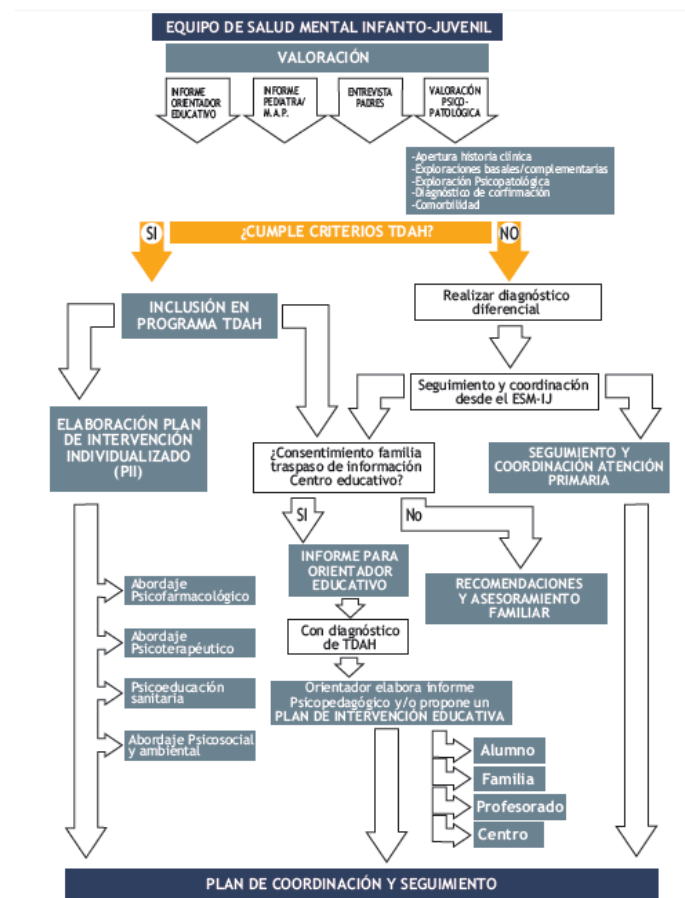 EQUIPO DE SALUD MENTAL INFANTO-JUVENIL
VALORACIÓN
INFORME
ORIENTADOR
EDUCATIVO
INFORME
PEDIATRA/
M.A.P.
ENTREVISTA
PADRES
VALORACIÓN
PSICO-
PATOLÓGICA
-Apertura historia clínica
-Exploraciones basales/complementarias
-Exploración Psicopatológica
-Diagnóstico de corfirmación
-Comorbilidad
SI
¿CUMPLE CRITERIOS TDAH?
NO
INCLUSIÓN EN
PROGRAMA TDAH
Realizar diagnóstico
diferencial
Seguimiento y coordinación
desde el ESM-IJ
ELABORACIÓN PLAN
DE INTERVENCIÓN
INDIVIDUALIZADO
(PII)
¿Consentimiento familia
traspaso de información
Centro educativo?
SEGUIMIENTO Y
COORDINACIÓN ATENCIÓN
PRIMARIA
SI
No
INFORME PARA
ORIENTADOR
EDUCATIVO
RECOMENDACIONES
Y ASESORAMIENTO
FAMILIAR
Abordaje
Psicofarmacológico
Con diagnóstico
de TDAH
Abordaje
Psicoterapéutico
Psicoeducación
sanitaria
Orientador elabora informe
Psicopedagógico y/o propone un
PLAN DE INTERVENCIÓN EDUCATIVA
Abordaje Psicosocial
y ambiental
Alumno
Familia
Profesorado
Centro
PLAN DE COORDINACIÓN Y SEGUIMIENTO